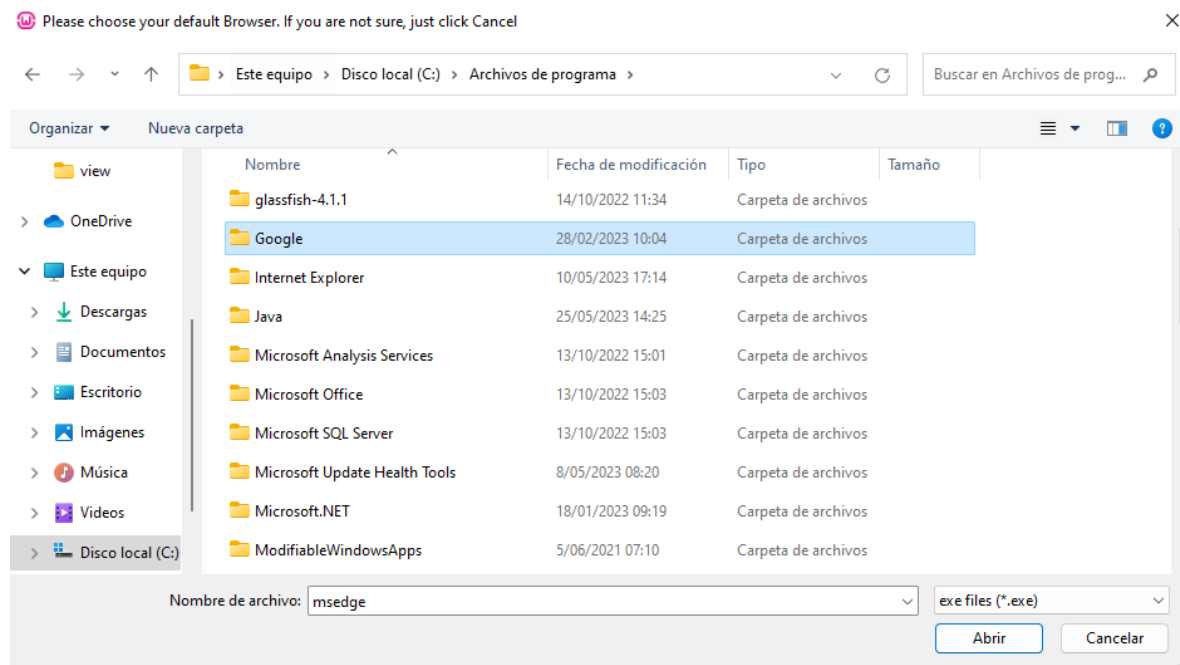 Please choose your default Browser. If you are not sure, just click Cancel
Este equipo > Disco local (C:) > Archivos de programa >
Buscar en Archivos de prog...
Organizar
Nueva carpeta
view
OneDrive
Este equipo
Descargas
Documentos
Escritorio
Imágenes
Música
Videos
Disco local (C:)
Nombre Fecha de modificación Tipo Tamaño
glassfish-4.1.1 14/10/2022 11:34 Carpeta de archivos
Google 28/02/2023 10:04 Carpeta de archivos
Internet Explorer 10/05/2023 17:14 Carpeta de archivos
Java 25/05/2023 14:25 Carpeta de archivos
Microsoft Analysis Services 13/10/2022 15:01 Carpeta de archivos
Microsoft Office 13/10/2022 15:03 Carpeta de archivos
Microsoft SQL Server 13/10/2022 15:03 Carpeta de archivos
Microsoft Update Health Tools 8/05/2023 08:20 Carpeta de archivos
Microsoft.NET 18/01/2023 09:19 Carpeta de archivos
ModifiableWindowsApps 5/06/2021 07:10 Carpeta de archivos
Nombre de archivo: msedge
exe files (*.exe)
Abrir
Cancelar